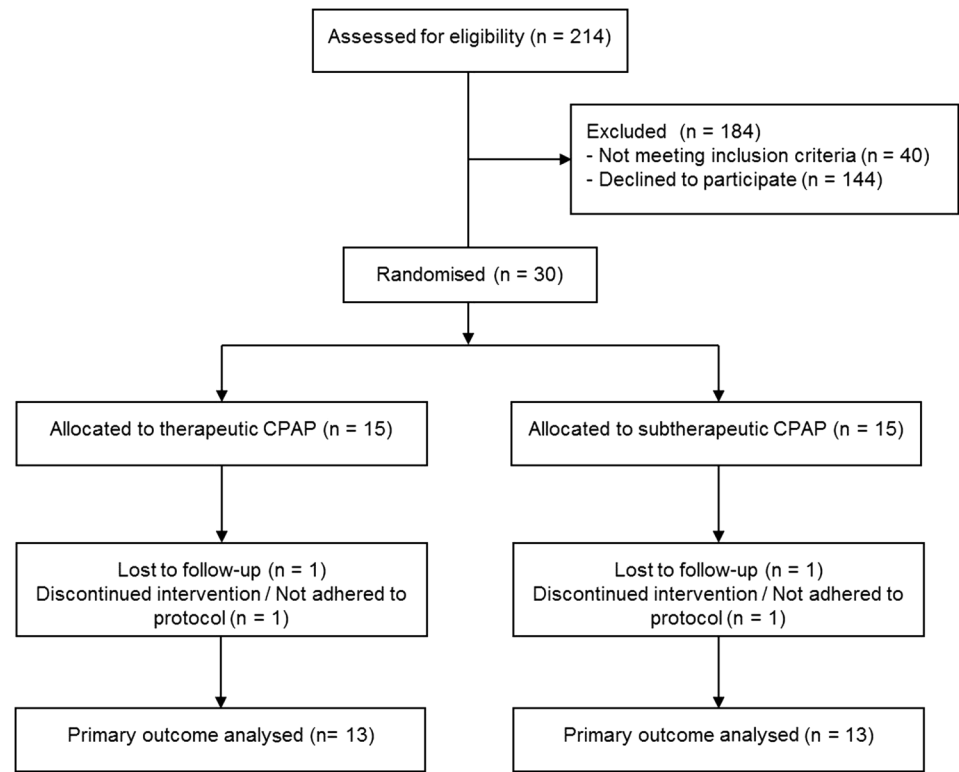 Assessed for eligibility (n = 214)
Excluded (n = 184)
- Not meeting inclusion criteria (n = 40)
- Declined to participate (n = 144)
Randomised (n = 30)
Allocated to therapeutic CPAP (n = 15)
Allocated to subtherapeutic CPAP (n = 15)
Lost to follow-up (n = 1)
Discontinued intervention / Not adhered to
protocol (n = 1)
Lost to follow-up (n = 1)
Discontinued intervention / Not adhered to
protocol (n = 1)
Primary outcome analysed (n= 13)
Primary outcome analysed (n = 13)